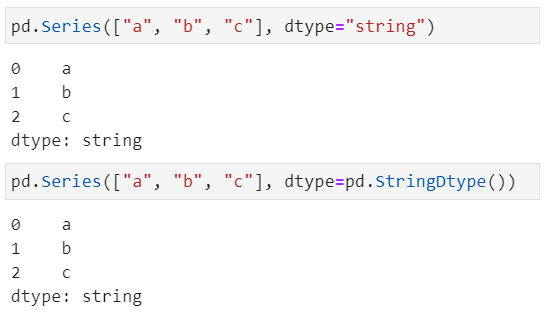 pd.Series(["a", "b", "c"], dtype="string")
0    a
1    b
2    c
dtype: string
pd.Series(["a", "b", "c"], dtype=pd.StringDtype())
0    a
1    b
2    c
dtype: string